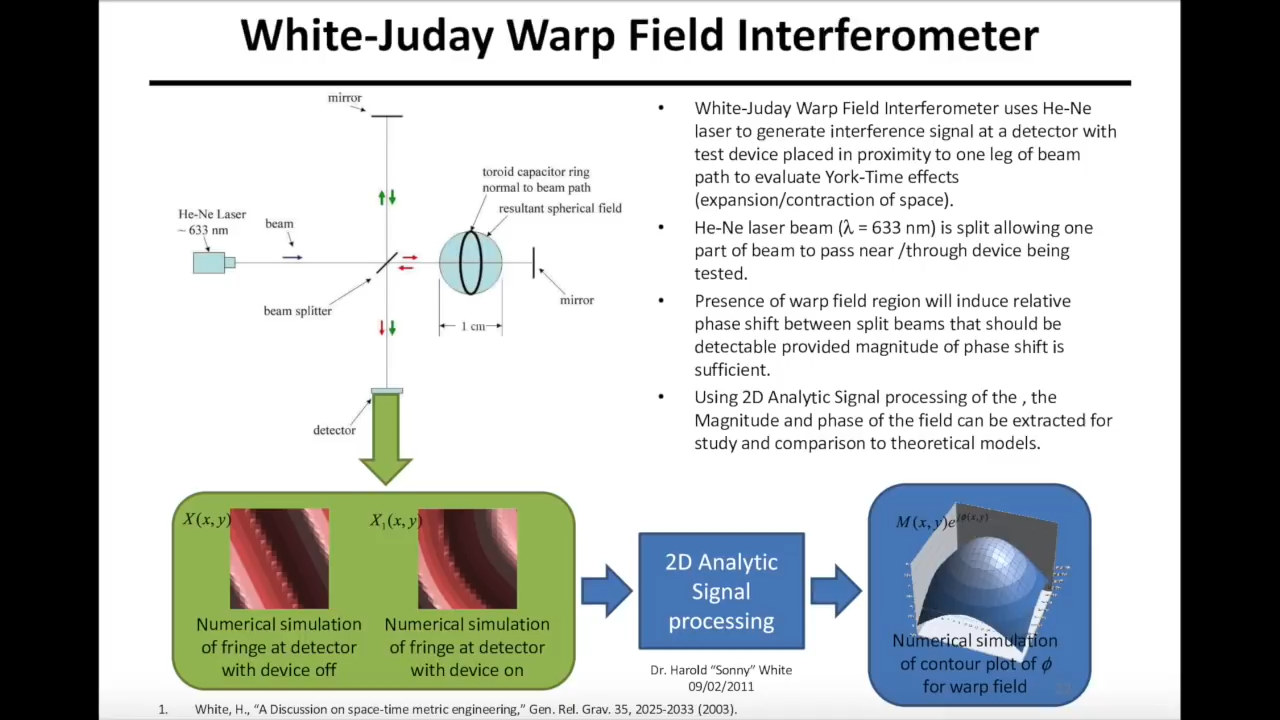 White-Juday Warp Field Interferometer
mirror
toroid capacitor ring
normal to beam path
resultant spherical field
He-Ne Laser
~ 633 nm
beam
beam splitter
mirror
1 cm
detector
• White-Juday Warp Field Interferometer uses He-Ne
laser to generate interference signal at a detector with
test device placed in proximity to one leg of beam
path to evaluate York-Time effects
(expansion/contraction of space).
• He-Ne laser beam (λ = 633 nm) is split allowing one
part of beam to pass near /through device being
tested.
• Presence of warp field region will induce relative
phase shift between split beams that should be
detectable provided magnitude of phase shift is
sufficient.
• Using 2D Analytic Signal processing of the , the
Magnitude and phase of the field can be extracted for
study and comparison to theoretical models.
X(x, y)
Numerical simulation
of fringe at detector
with device off
X₁(x, y)
Numerical simulation
of fringe at detector
with device on
2D Analytic
Signal
processing
M(x, y)e^{jϕ(x,y)}
Numerical simulation
of contour plot of ϕ
for warp field
Dr. Harold “Sonny” White
09/02/2011
1. White, H., “A Discussion on space-time metric engineering,” Gen. Rel. Grav. 35, 2025-2033 (2003).